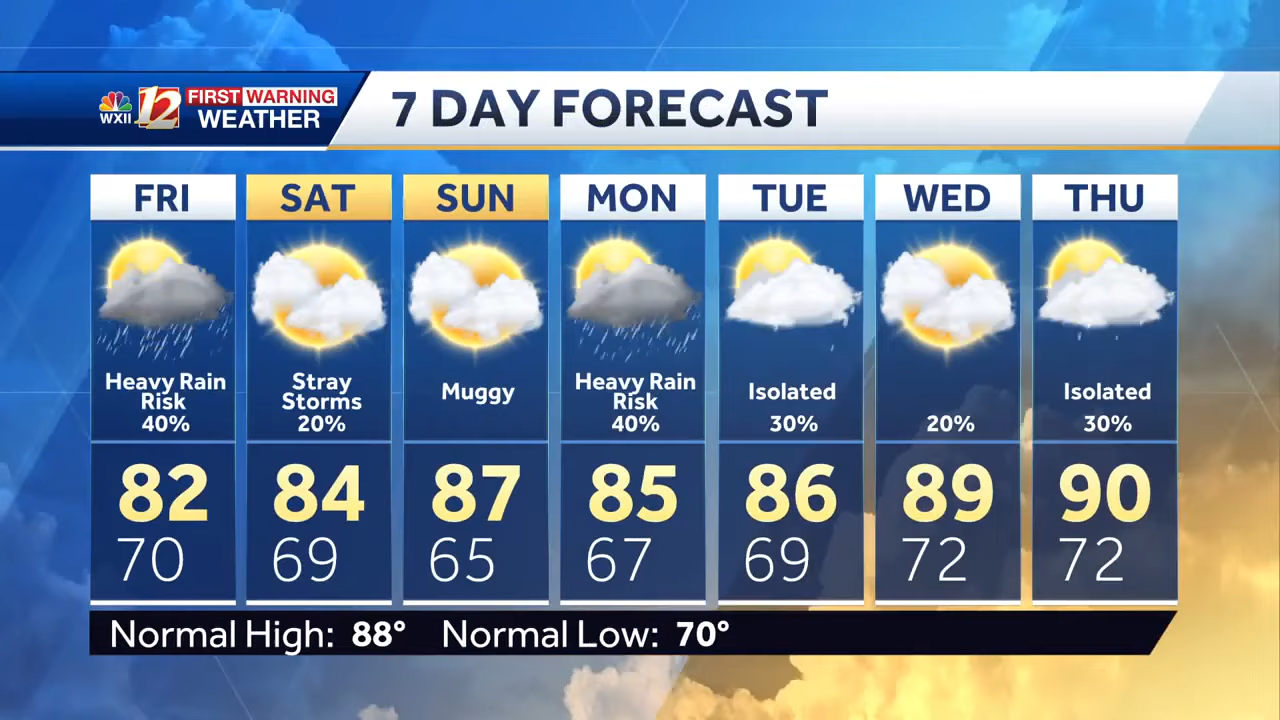 WXII 12 FIRST WARNING WEATHER
7 DAY FORECAST
FRI SAT SUN MON TUE WED THU
Heavy Rain
Risk
40%
Stray
Storms
20%
Muggy
Heavy Rain
Risk
40%
Isolated
30%
20%
Isolated
30%
82 84 87 85 86 89 90
70 69 65 67 69 72 72
Normal High: 88° Normal Low: 70°